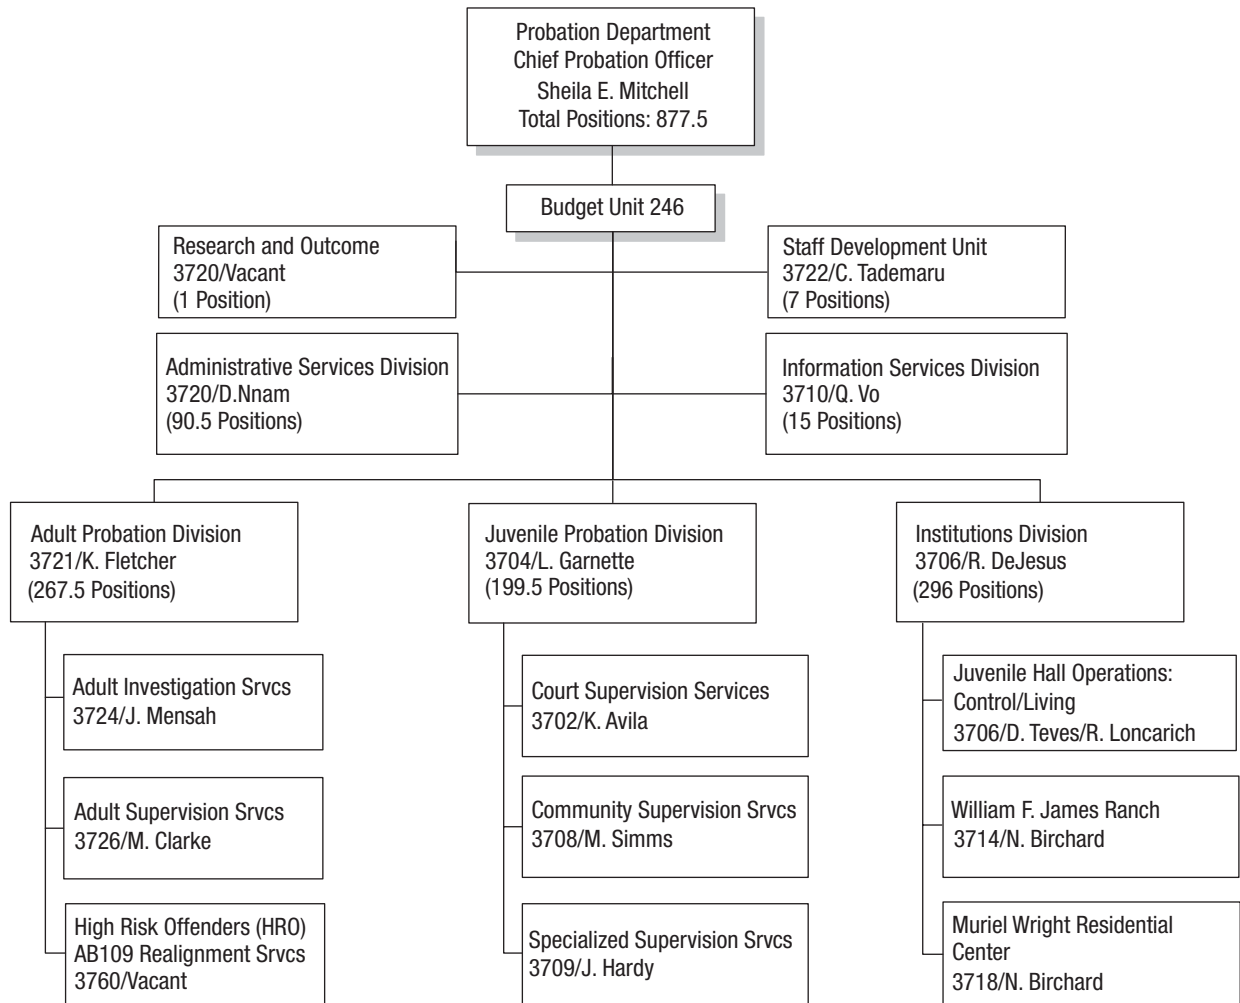 Probation Department
Chief Probation Officer
Sheila E. Mitchell
Total Positions: 877.5
Budget Unit 246
Research and Outcome
3720/Vacant
(1 Position)
Staff Development Unit
3722/C. Tademaru
(7 Positions)
Administrative Services Division
3720/D.Nnam
(90.5 Positions)
Information Services Division
3710/Q. Vo
(15 Positions)
Adult Probation Division
3721/K. Fletcher
(267.5 Positions)
Juvenile Probation Division
3704/L. Garnette
(199.5 Positions)
Institutions Division
3706/R. DeJesus
(296 Positions)
Adult Investigation Srvcs
3724/J. Mensah
Court Supervision Services
3702/K. Avila
Juvenile Hall Operations:
Control/Living
3706/D. Teves/R. Loncarich
Adult Supervision Srvcs
3726/M. Clarke
Community Supervision Srvcs
3708/M. Simms
William F. James Ranch
3714/N. Birchard
High Risk Offenders (HRO)
AB109 Realignment Srvcs
3760/Vacant
Specialized Supervision Srvcs
3709/J. Hardy
Muriel Wright Residential
Center
3718/N. Birchard